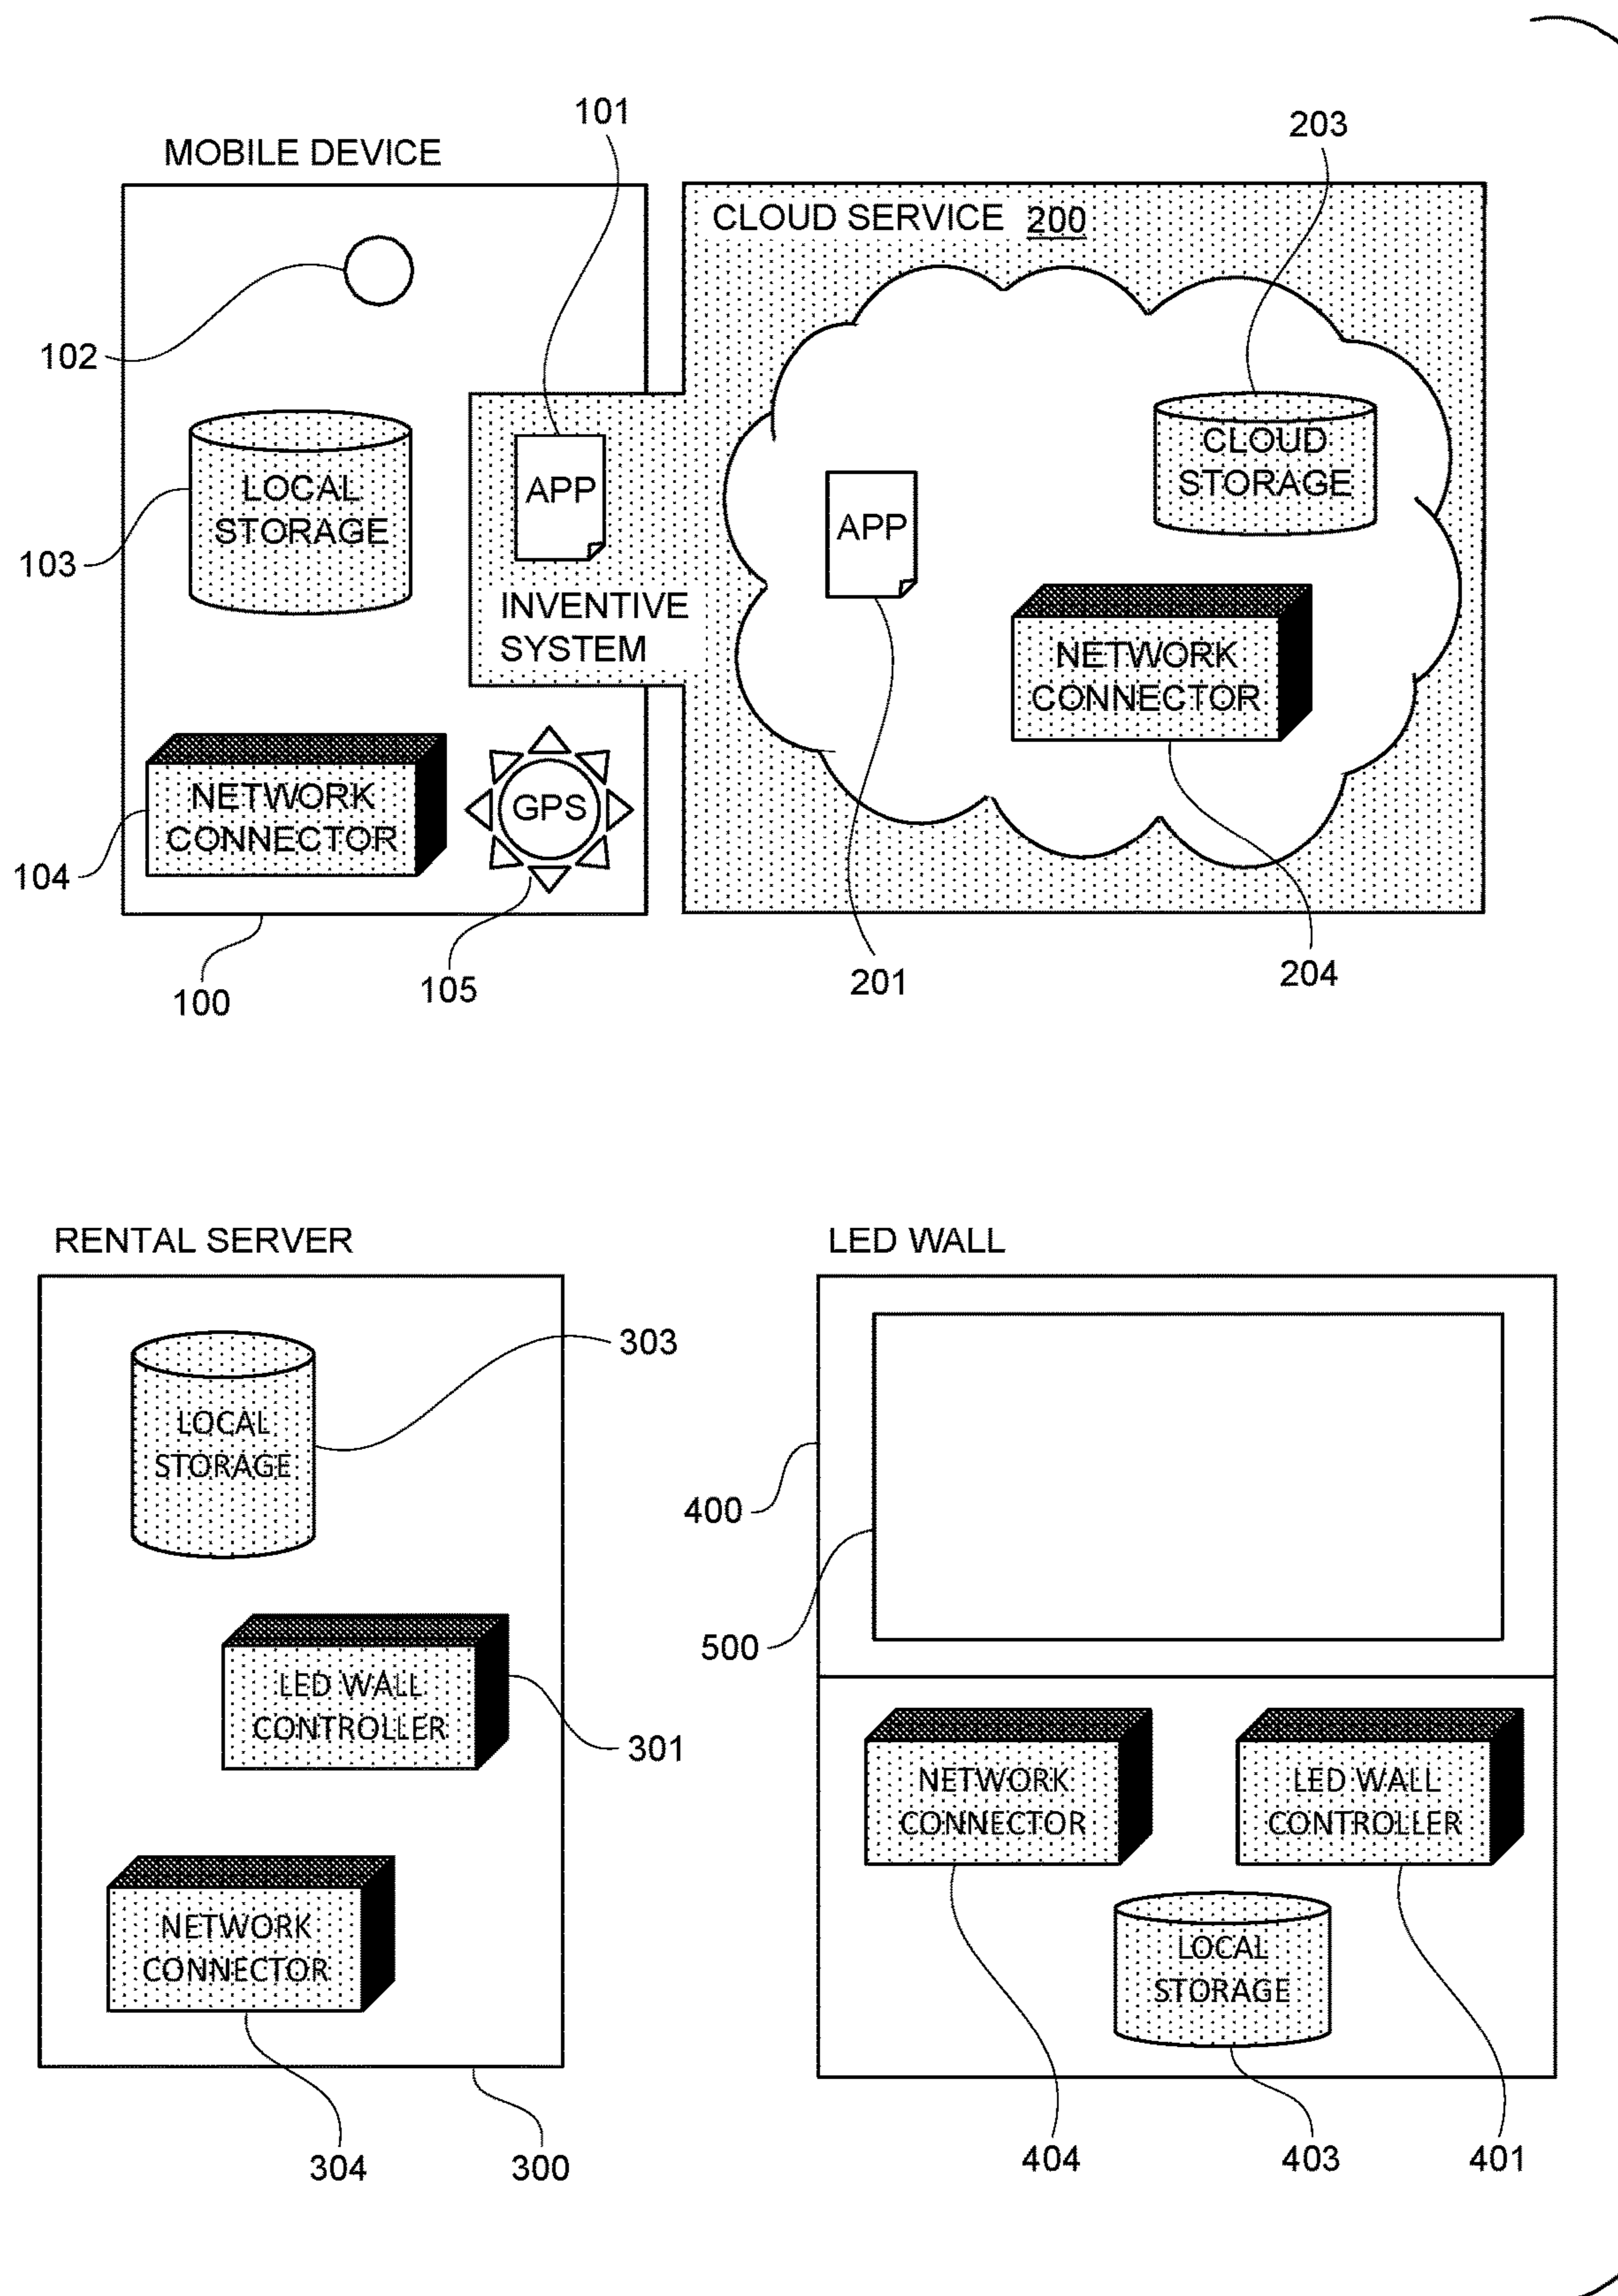 101
203
MOBILE DEVICE
CLOUD SERVICE 200
102
CLOUD
STORAGE
LOCAL
STORAGE
APP
APP
103
INVENTIVE
SYSTEM
NETWORK
CONNECTOR
NETWORK
CONNECTOR
GPS
104
100
105
201
204
RENTAL SERVER
LED WALL
303
LOCAL
STORAGE
400
500
LED WALL
CONTROLLER
301
NETWORK
CONNECTOR
LED WALL
CONTROLLER
NETWORK
CONNECTOR
LOCAL
STORAGE
304
300
404
403
401